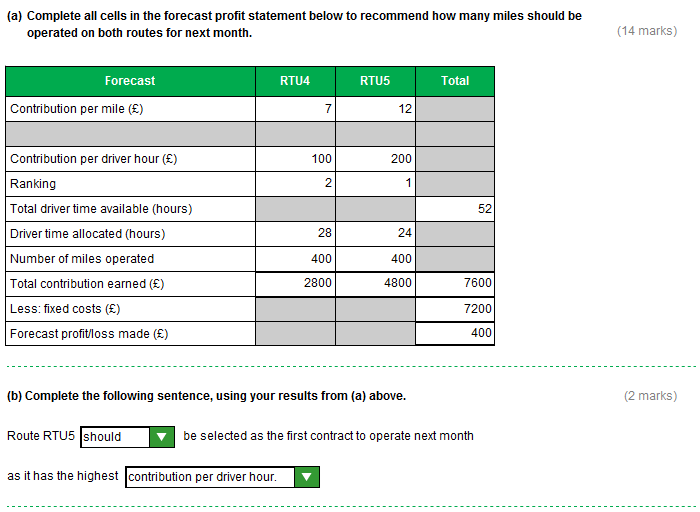 (a) Complete all cells in the forecast profit statement below to recommend how many miles should be
operated on both routes for next month. (14 marks)
Forecast RTU4 RTU5 Total
Contribution per mile (£) 7 12
Contribution per driver hour (£) 100 200
Ranking 2 1
Total driver time available (hours) 52
Driver time allocated (hours) 28 24
Number of miles operated 400 400
Total contribution earned (£) 2800 4800 7600
Less: fixed costs (£) 7200
Forecast profit/loss made (£) 400
(b) Complete the following sentence, using your results from (a) above. (2 marks)
Route RTU5 should be selected as the first contract to operate next month
as it has the highest contribution per driver hour.